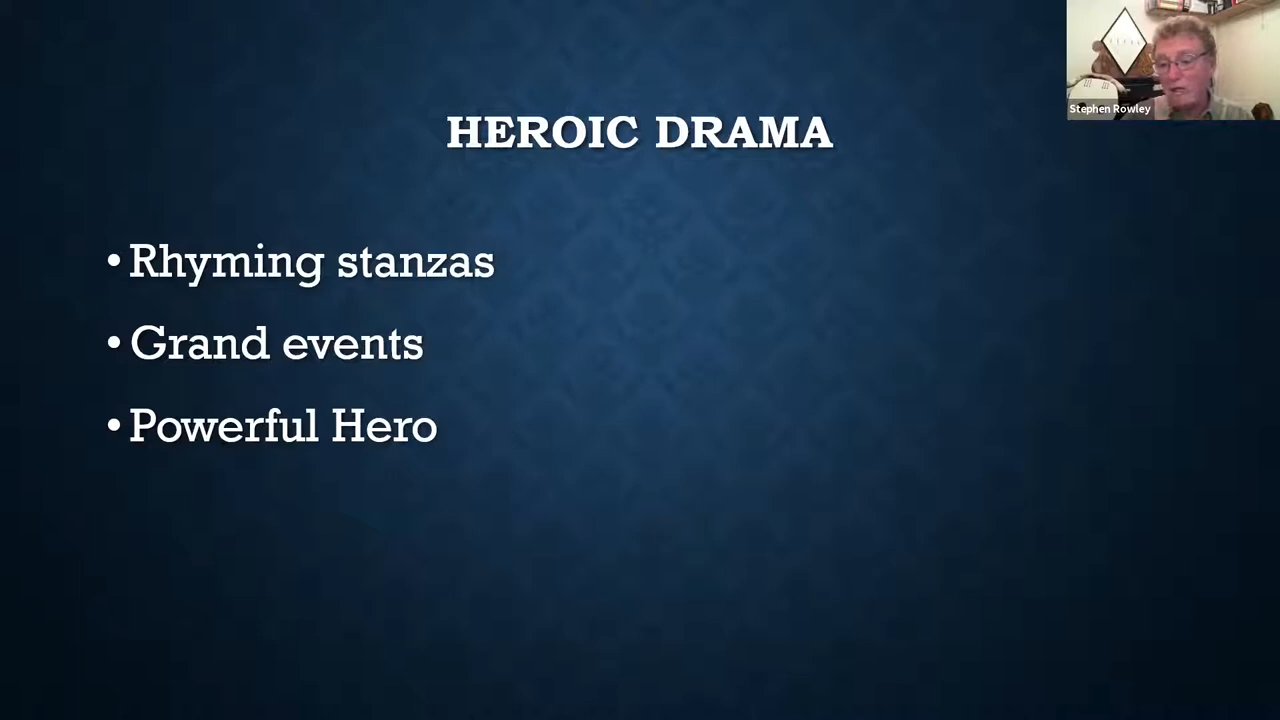 HEROIC DRAMA
• Rhyming stanzas
• Grand events
• Powerful Hero
Stephen Rowley